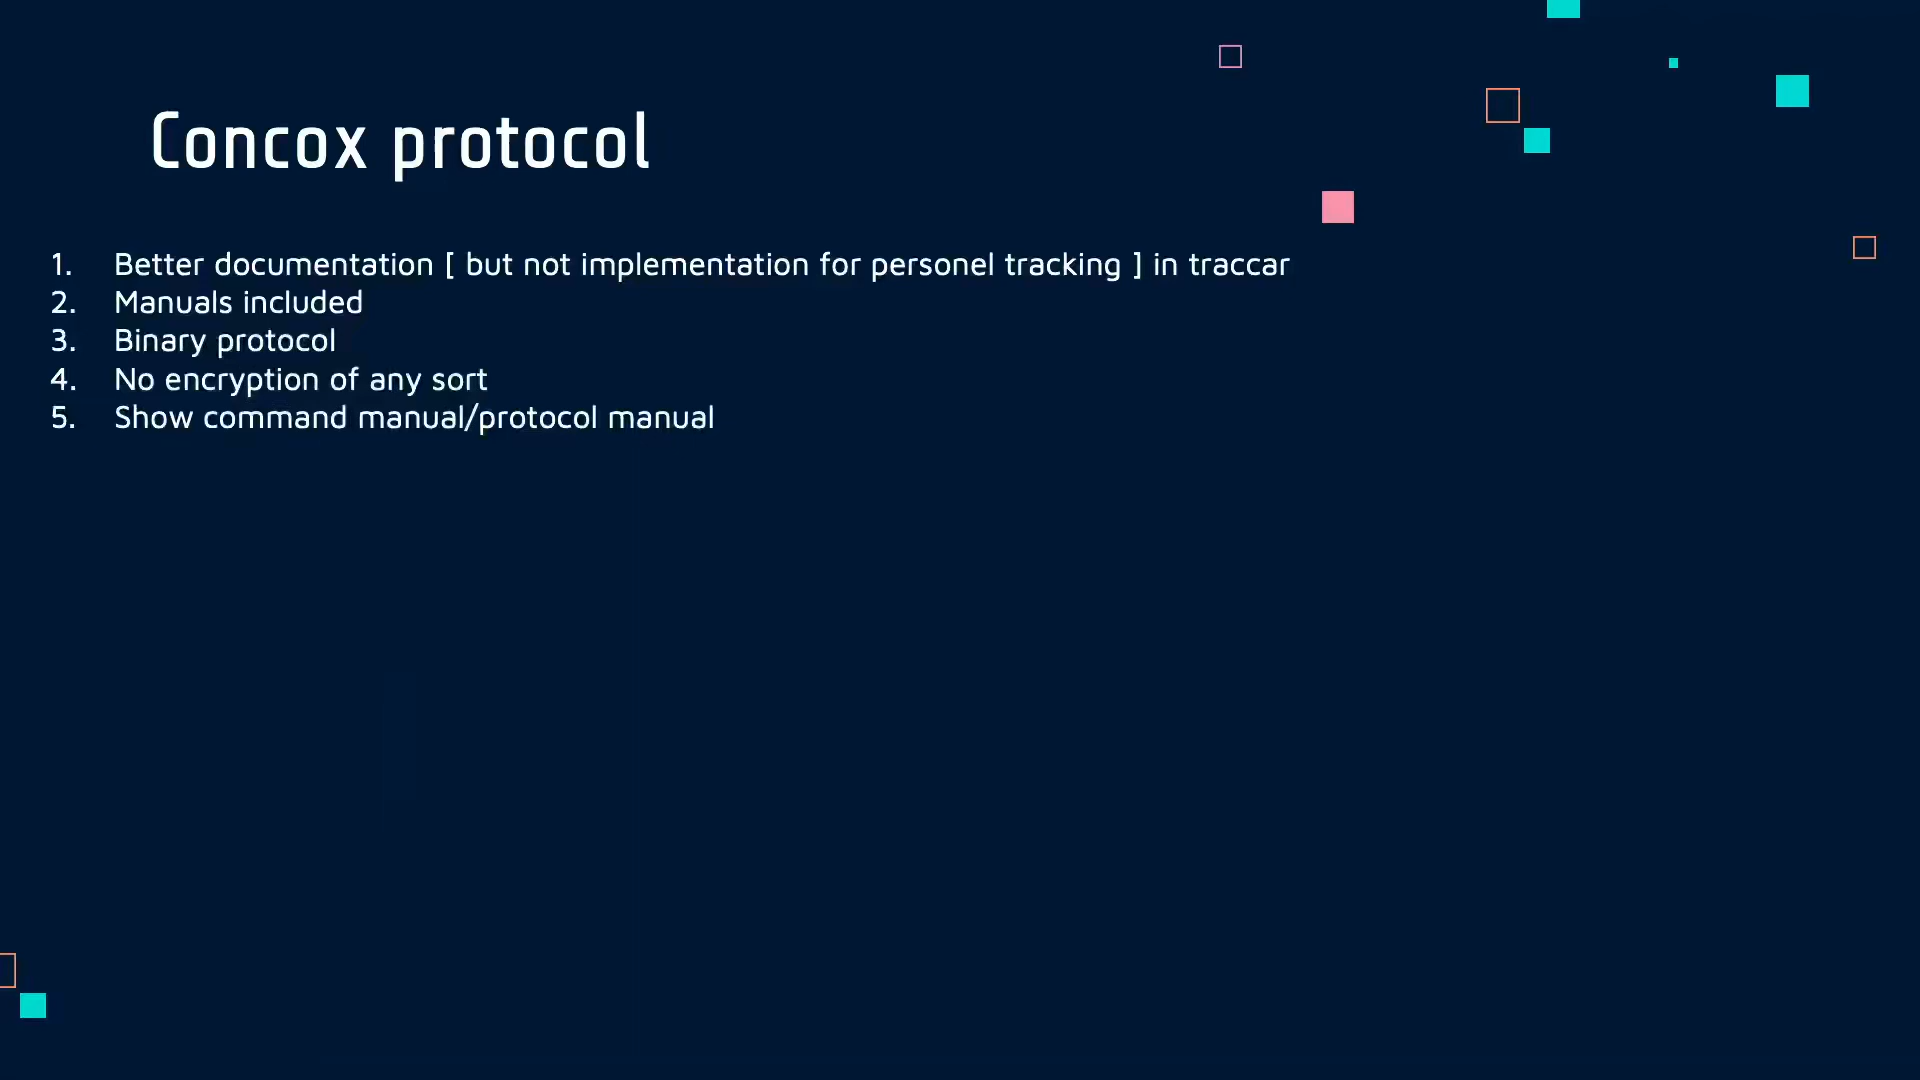 Concox protocol
1. Better documentation [ but not implementation for personel tracking ] in traccar
2. Manuals included
3. Binary protocol
4. No encryption of any sort
5. Show command manual/protocol manual